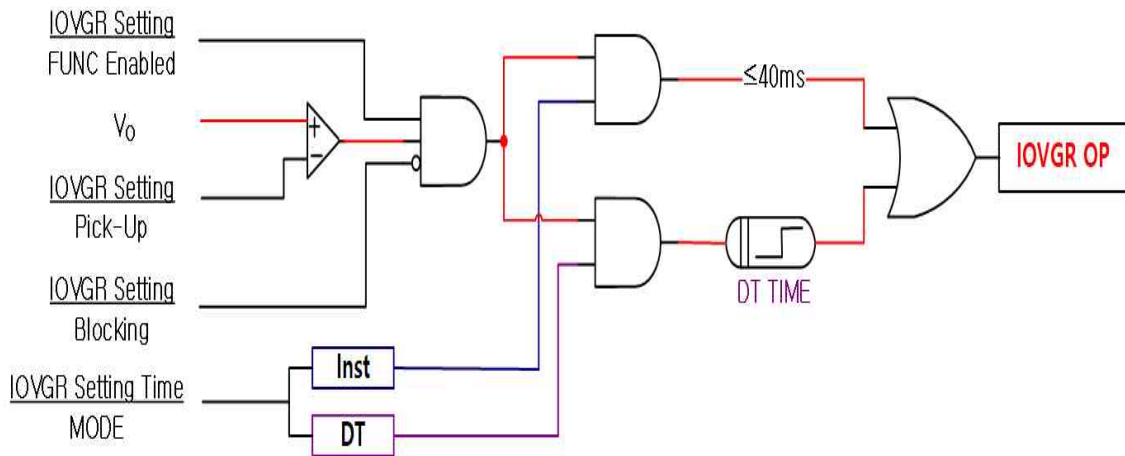 IOVGR Setting
FUNC Enabled
VO
IOVGR Setting
Pick-Up
IOVGR Setting
Blocking
IOVGR Setting Time
MODE
Inst
DT
+
−
≤40ms
DT TIME
IOVGR OP